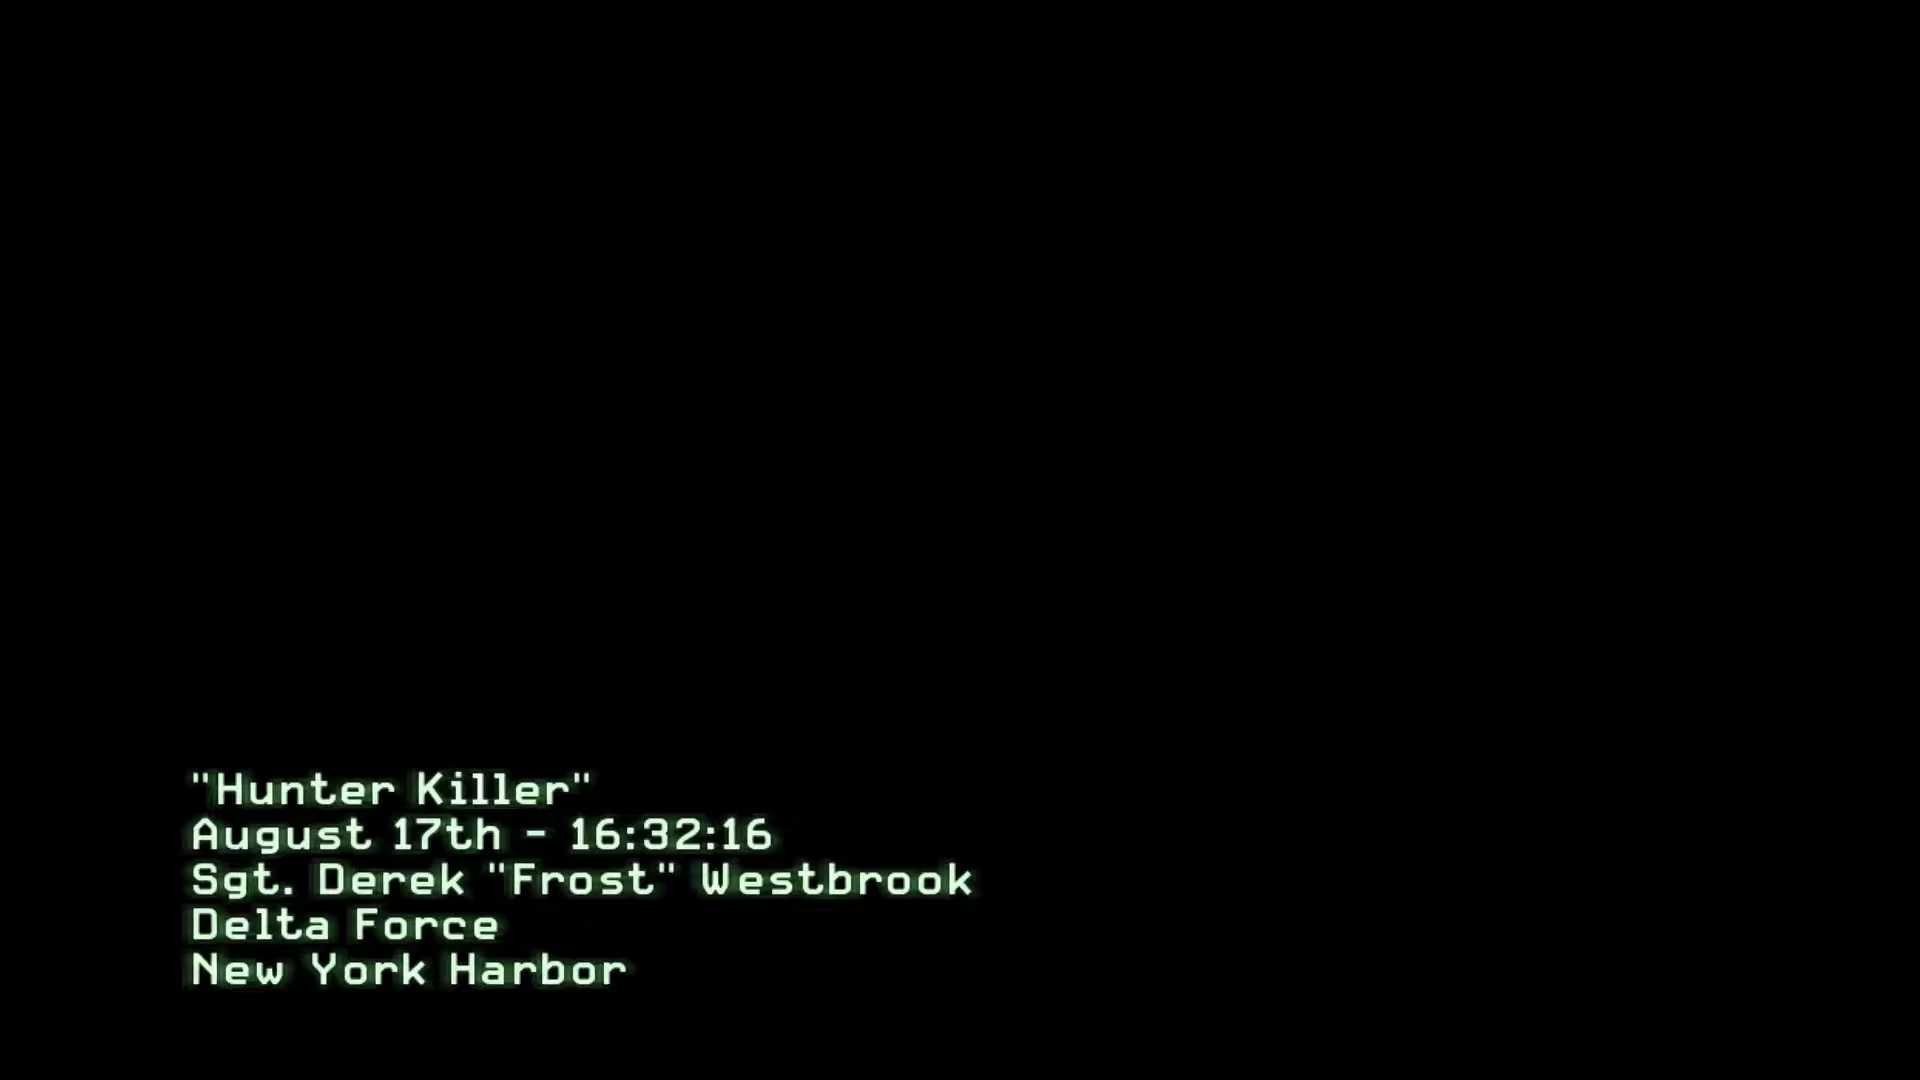 "Hunter Killer"
August 17th - 16:32:16
Sgt. Derek "Frost" Westbrook
Delta Force
New York Harbor